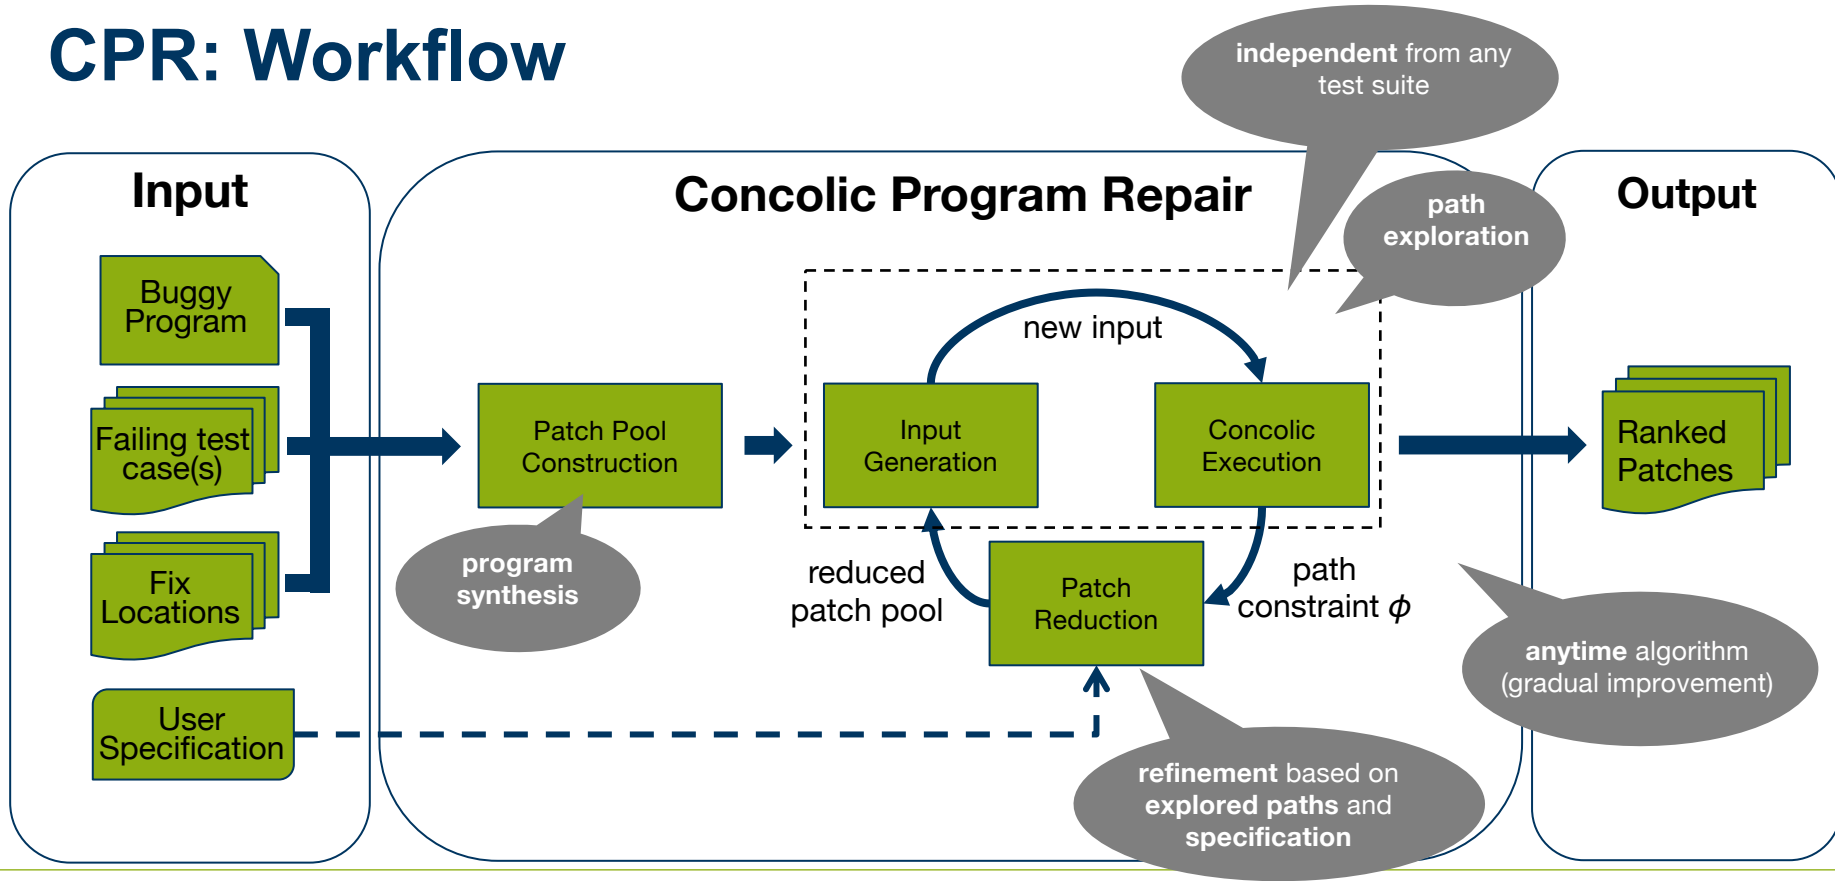 CPR: Workflow
independent from any
test suite
Input
Concolic Program Repair
Output
path
exploration
Buggy
Program
new input
Failing test
case(s)
Patch Pool
Construction
Input
Generation
Concolic
Execution
Ranked
Patches
program
synthesis
Fix
Locations
reduced
patch pool
Patch
Reduction
path
constraint ϕ
anytime algorithm
(gradual improvement)
User
Specification
refinement based on
explored paths and
specification